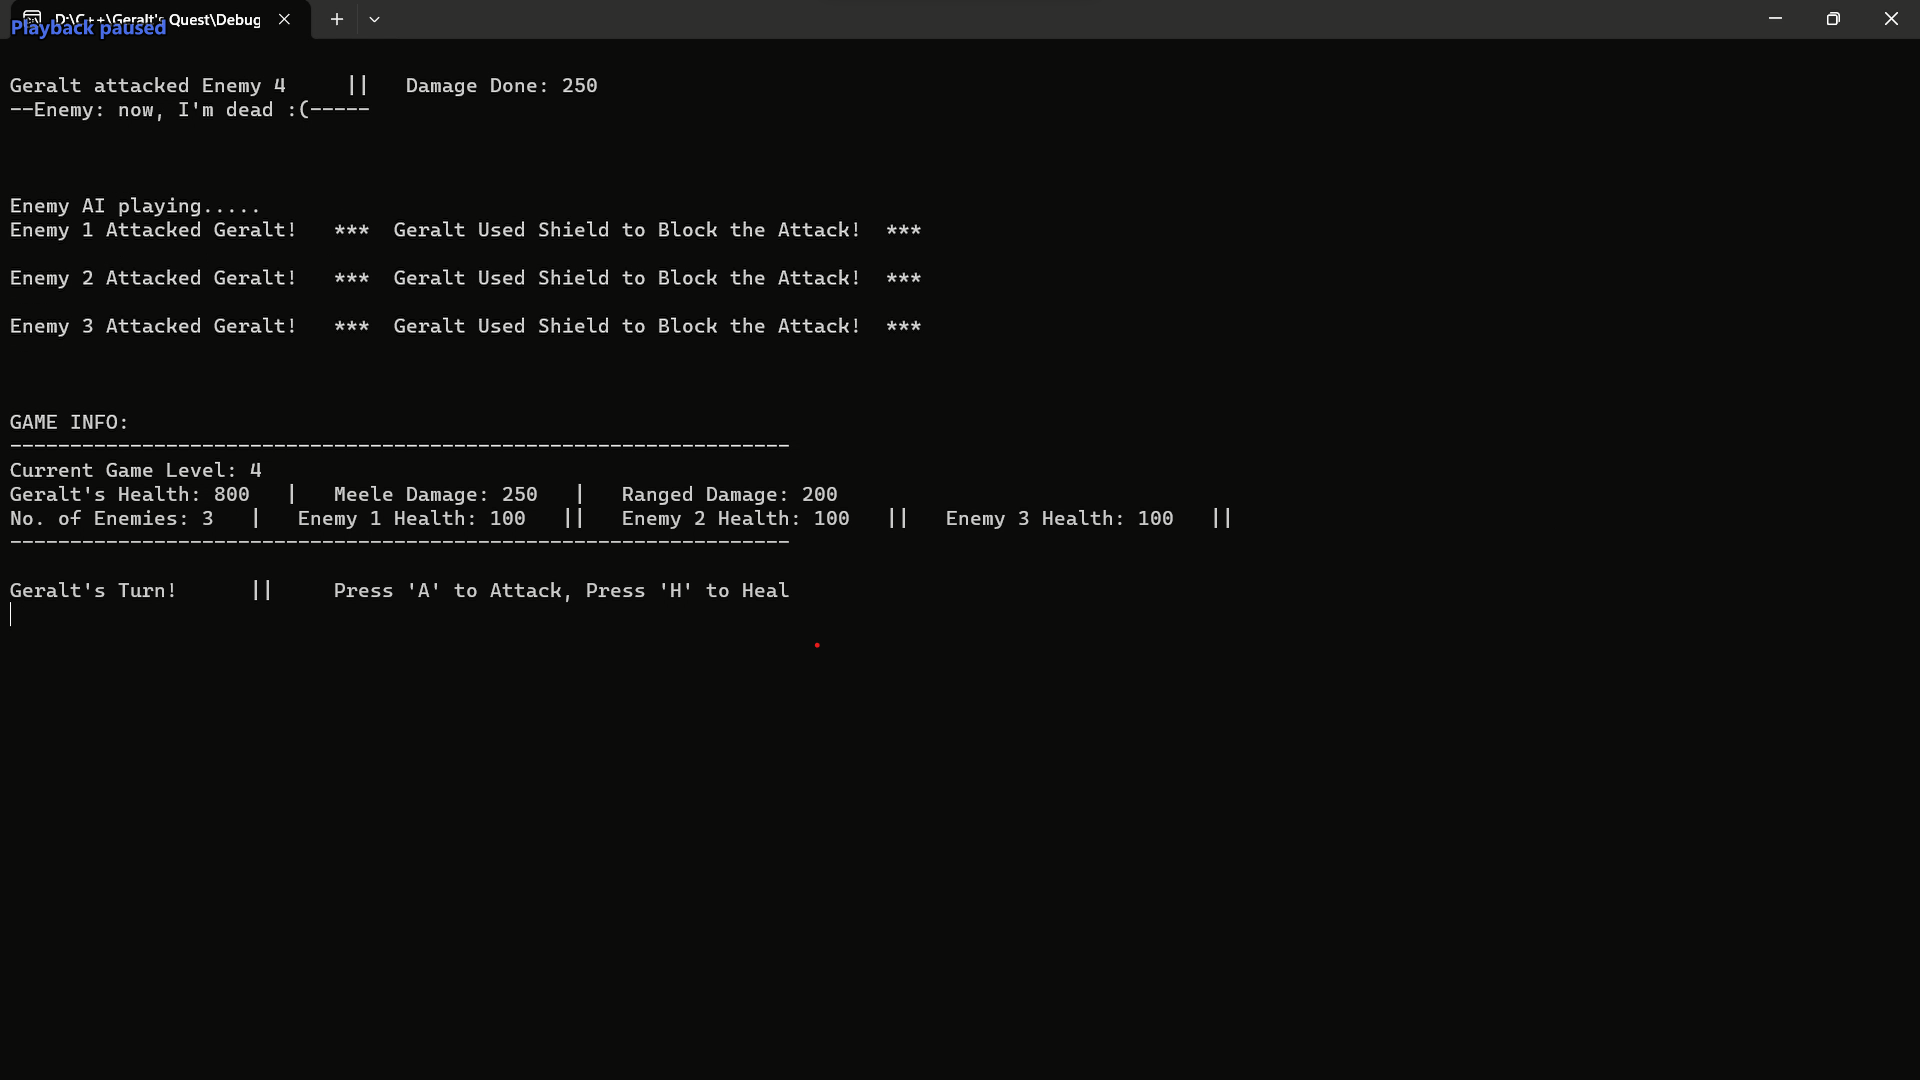 D:\C++\Geralt's Quest\Debug
Playback paused
Geralt attacked Enemy 4 || Damage Done: 250
--Enemy: now, I'm dead :(-----
Enemy AI playing.....
Enemy 1 Attacked Geralt! *** Geralt Used Shield to Block the Attack! ***
Enemy 2 Attacked Geralt! *** Geralt Used Shield to Block the Attack! ***
Enemy 3 Attacked Geralt! *** Geralt Used Shield to Block the Attack! ***
GAME INFO:
-----------------------------------------------------------------
Current Game Level: 4
Geralt's Health: 800 | Meele Damage: 250 | Ranged Damage: 200
No. of Enemies: 3 | Enemy 1 Health: 100 || Enemy 2 Health: 100 || Enemy 3 Health: 100 ||
-----------------------------------------------------------------
Geralt's Turn! || Press 'A' to Attack, Press 'H' to Heal